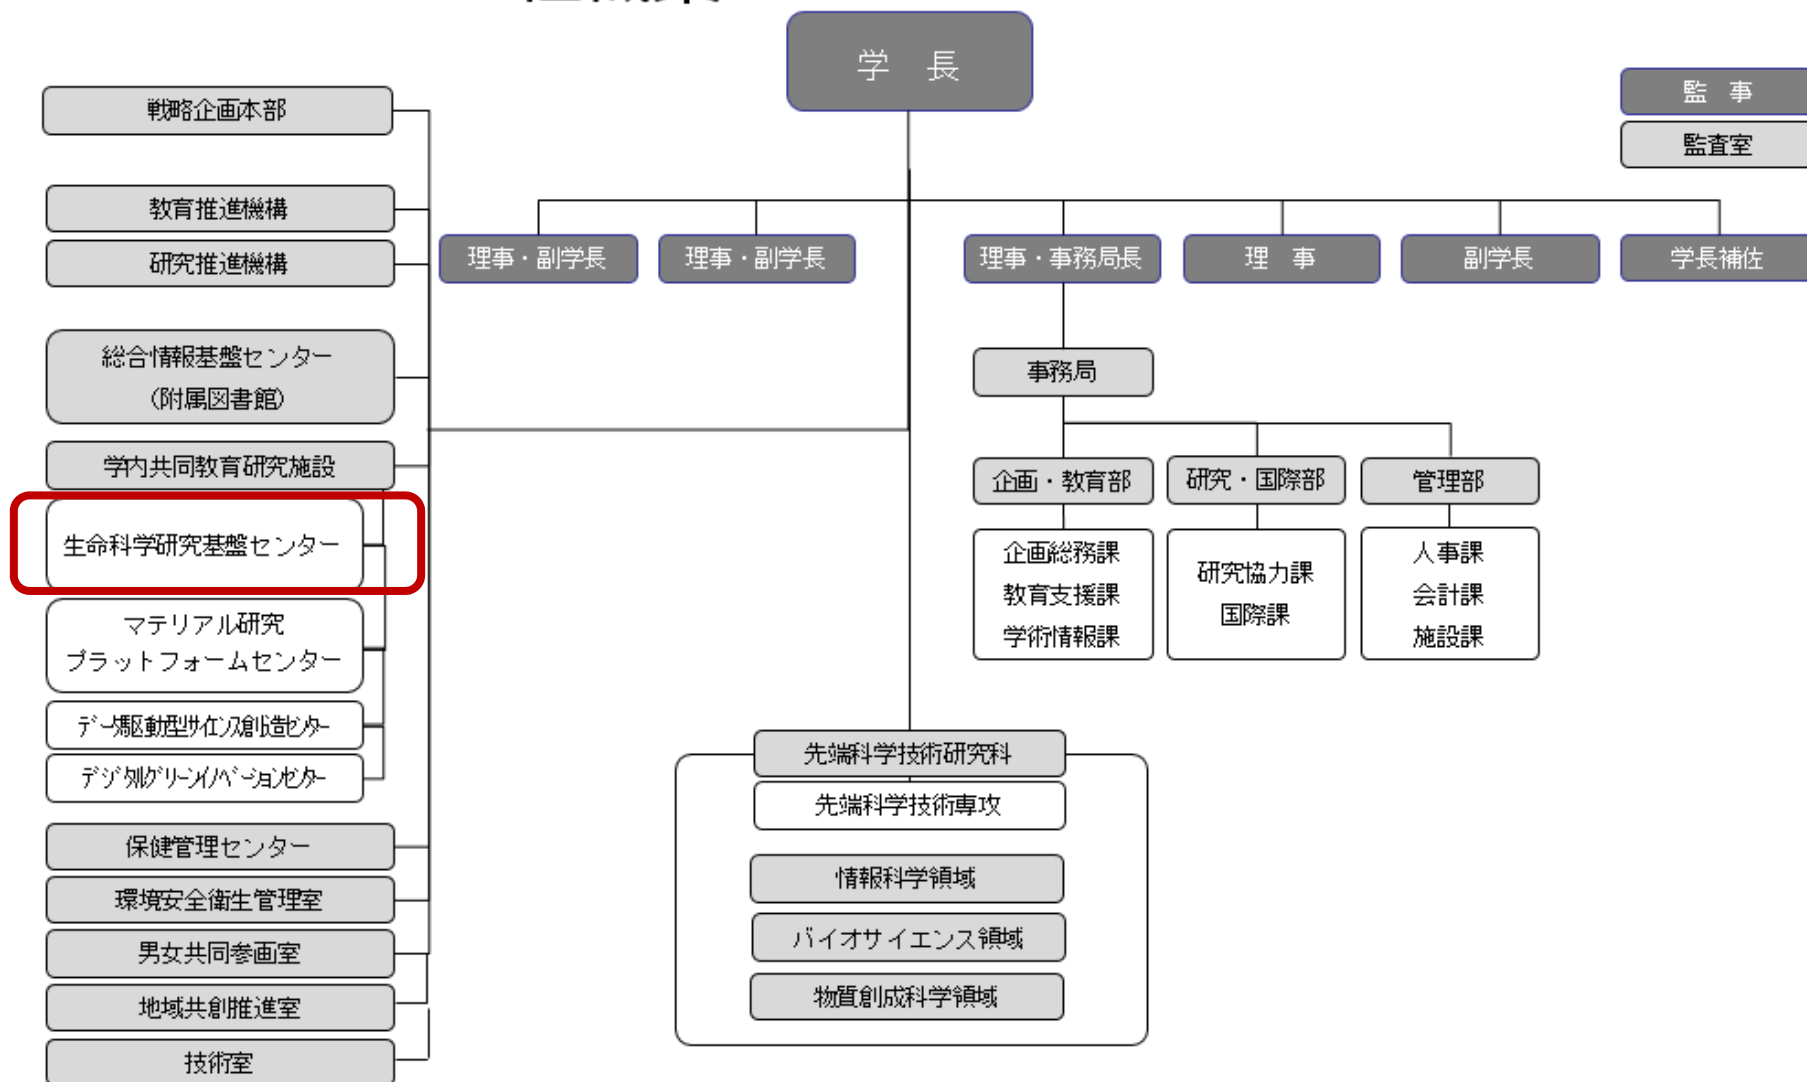 学 長
監 事
監査室
戦略企画本部
教育推進機構
研究推進機構
理事・副学長
理事・副学長
理事・事務局長
理 事
副学長
学長補佐
総合情報基盤センター
(附属図書館)
学内共同教育研究施設
生命科学研究基盤センター
マテリアル研究
プラットフォームセンター
データ駆動型サイエンス創造センター
デジタルグリーンイノベーションセンター
保健管理センター
環境安全衛生管理室
男女共同参画室
地域共創推進室
技術室
事務局
企画・教育部
研究・国際部
管理部
企画総務課
教育支援課
学術情報課
研究協力課
国際課
人事課
会計課
施設課
先端科学技術研究科
先端科学技術専攻
情報科学領域
バイオサイエンス領域
物質創成科学領域